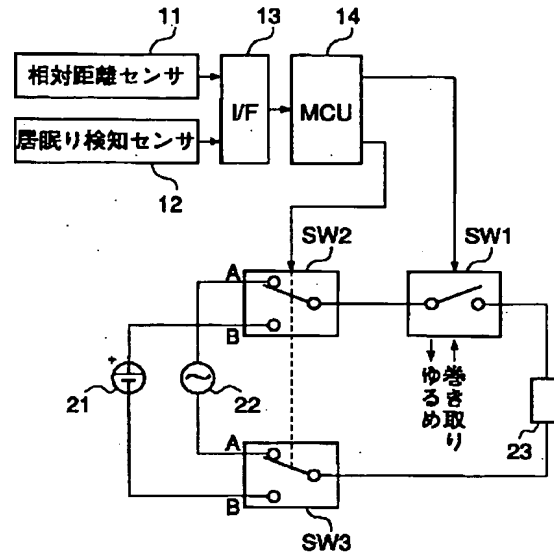 11
13
14
相対距離センサ
I/F
MCU
居眠り検知センサ
12
SW2
SW1
A
B
+
21
22
巻き取り
ゆるめ
23
A
B
SW3